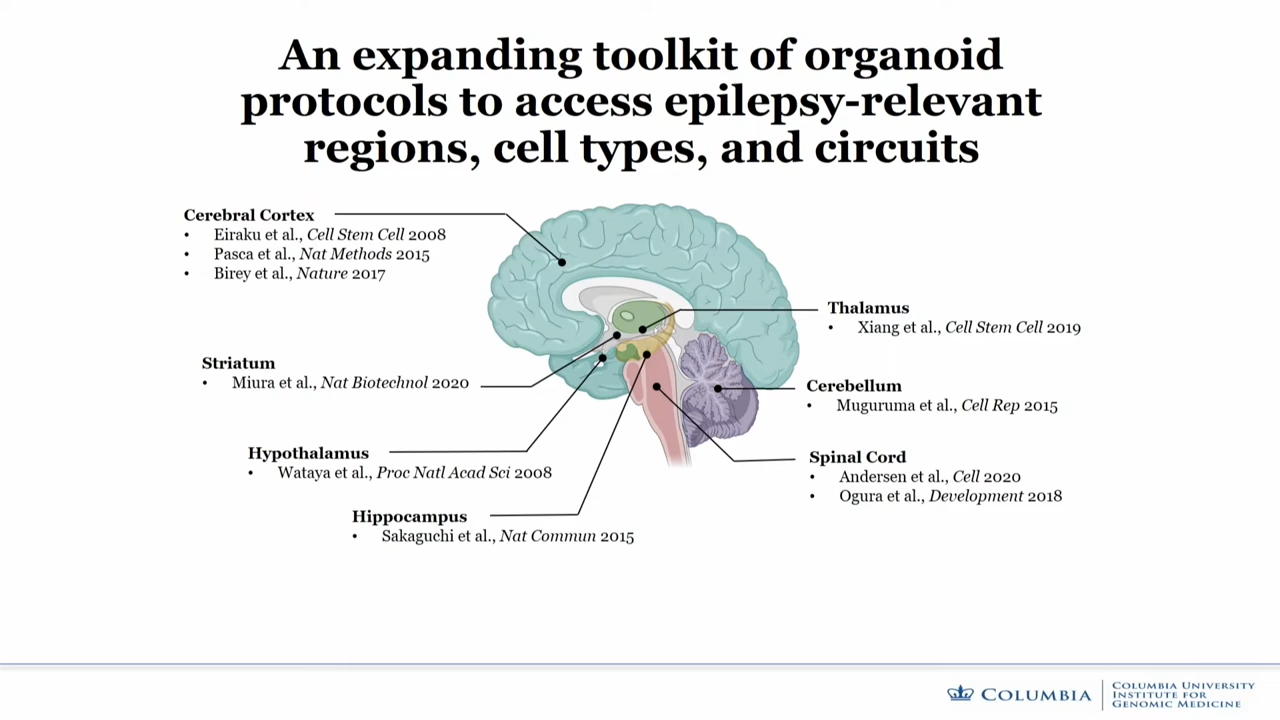 An expanding toolkit of organoid
protocols to access epilepsy-relevant
regions, cell types, and circuits
Cerebral Cortex
• Eiraku et al., Cell Stem Cell 2008
• Pasca et al., Nat Methods 2015
• Birey et al., Nature 2017
Striatum
• Miura et al., Nat Biotechnol 2020
Hypothalamus
• Wataya et al., Proc Natl Acad Sci 2008
Hippocampus
• Sakaguchi et al., Nat Commun 2015
Thalamus
• Xiang et al., Cell Stem Cell 2019
Cerebellum
• Muguruma et al., Cell Rep 2015
Spinal Cord
• Andersen et al., Cell 2020
• Ogura et al., Development 2018
COLUMBIA
COLUMBIA UNIVERSITY
INSTITUTE FOR
GENOMIC MEDICINE